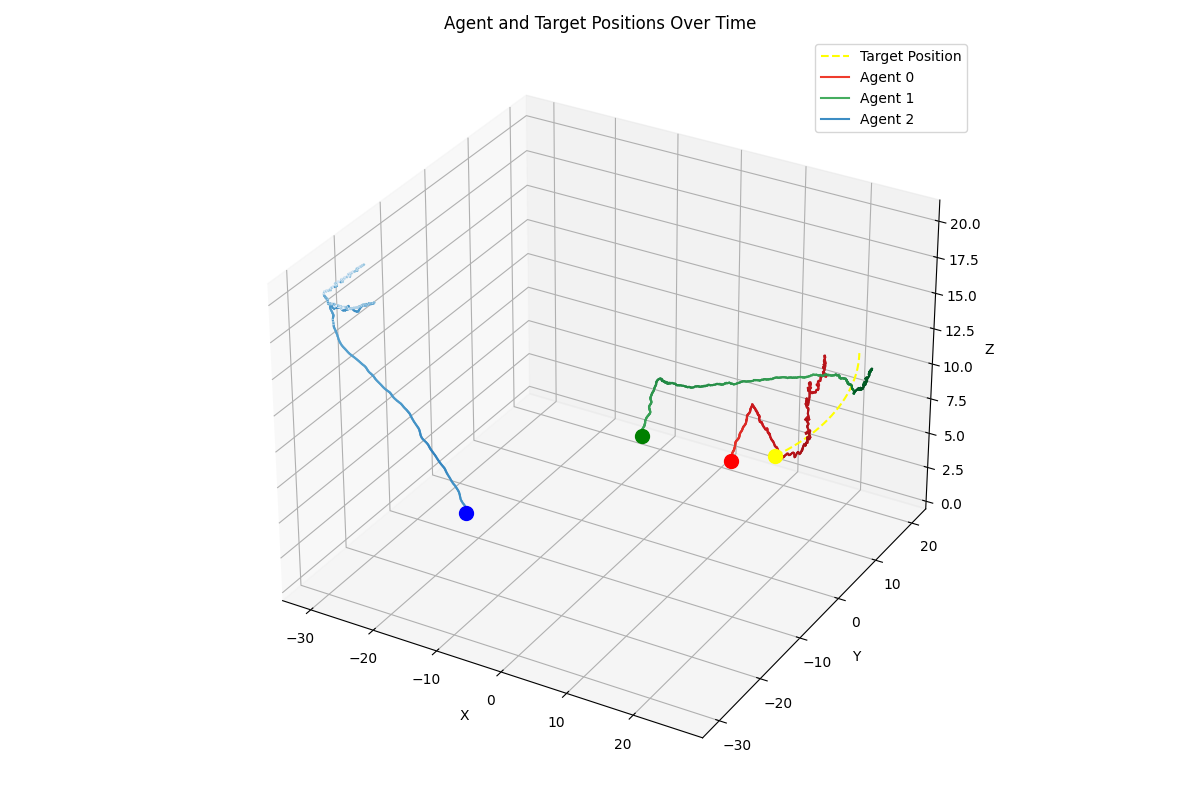 Agent and Target Positions Over Time
Target Position
Agent 0
Agent 1
Agent 2
20.0
17.5
15.0
12.5
10.0
7.5
5.0
2.5
0.0
Z
20
10
0
−10
−20
−30
Y
−30
−20
−10
0
10
20
X